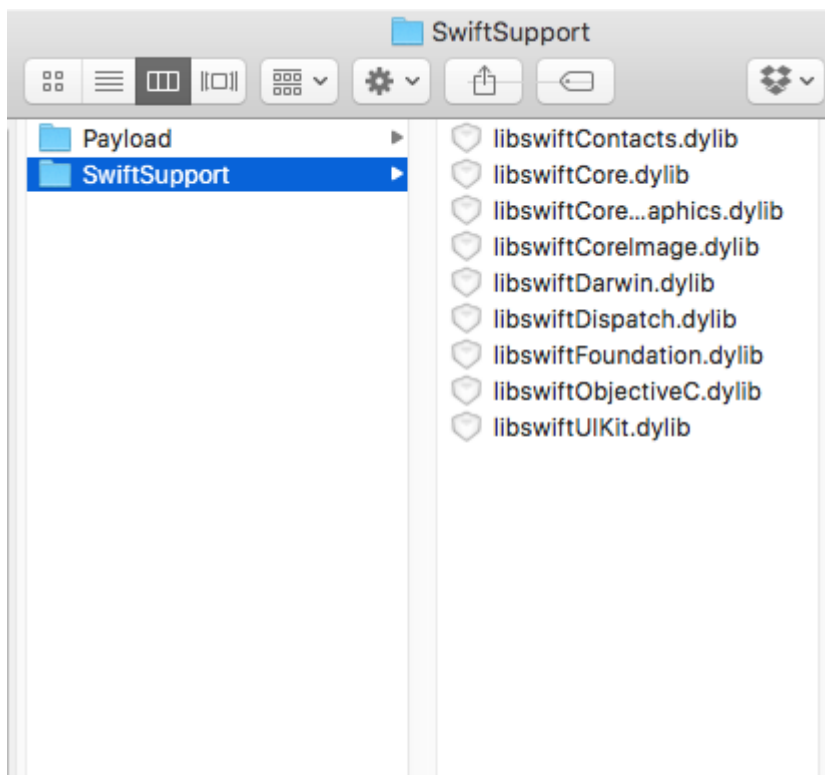 SwiftSupport
Payload
SwiftSupport
libswiftContacts.dylib
libswiftCore.dylib
libswiftCore...aphics.dylib
libswiftCoreImage.dylib
libswiftDarwin.dylib
libswiftDispatch.dylib
libswiftFoundation.dylib
libswiftObjectiveC.dylib
libswiftUIKit.dylib